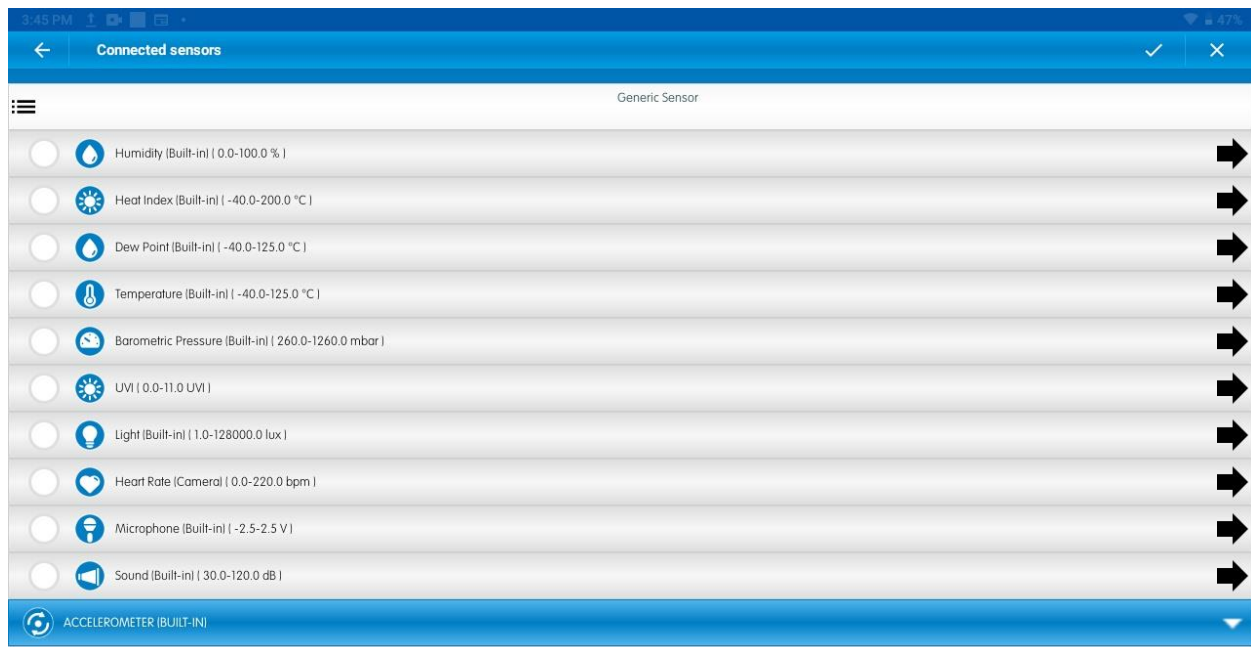 3:45 PM 47%
Connected sensors
Generic Sensor
Humidity (Built-in) ( 0.0-100.0 % )
Heat Index (Built-in) ( -40.0-200.0 °C )
Dew Point (Built-in) ( -40.0-125.0 °C )
Temperature (Built-in) ( -40.0-125.0 °C )
Barometric Pressure (Built-in) ( 260.0-1260.0 mbar )
UVI ( 0.0-11.0 UVI )
Light (Built-in) ( 1.0-128000.0 lux )
Heart Rate (Camera) ( 0.0-220.0 bpm )
Microphone (Built-in) ( -2.5-2.5 V )
Sound (Built-in) ( 30.0-120.0 dB )
ACCELEROMETER (BUILT-IN)